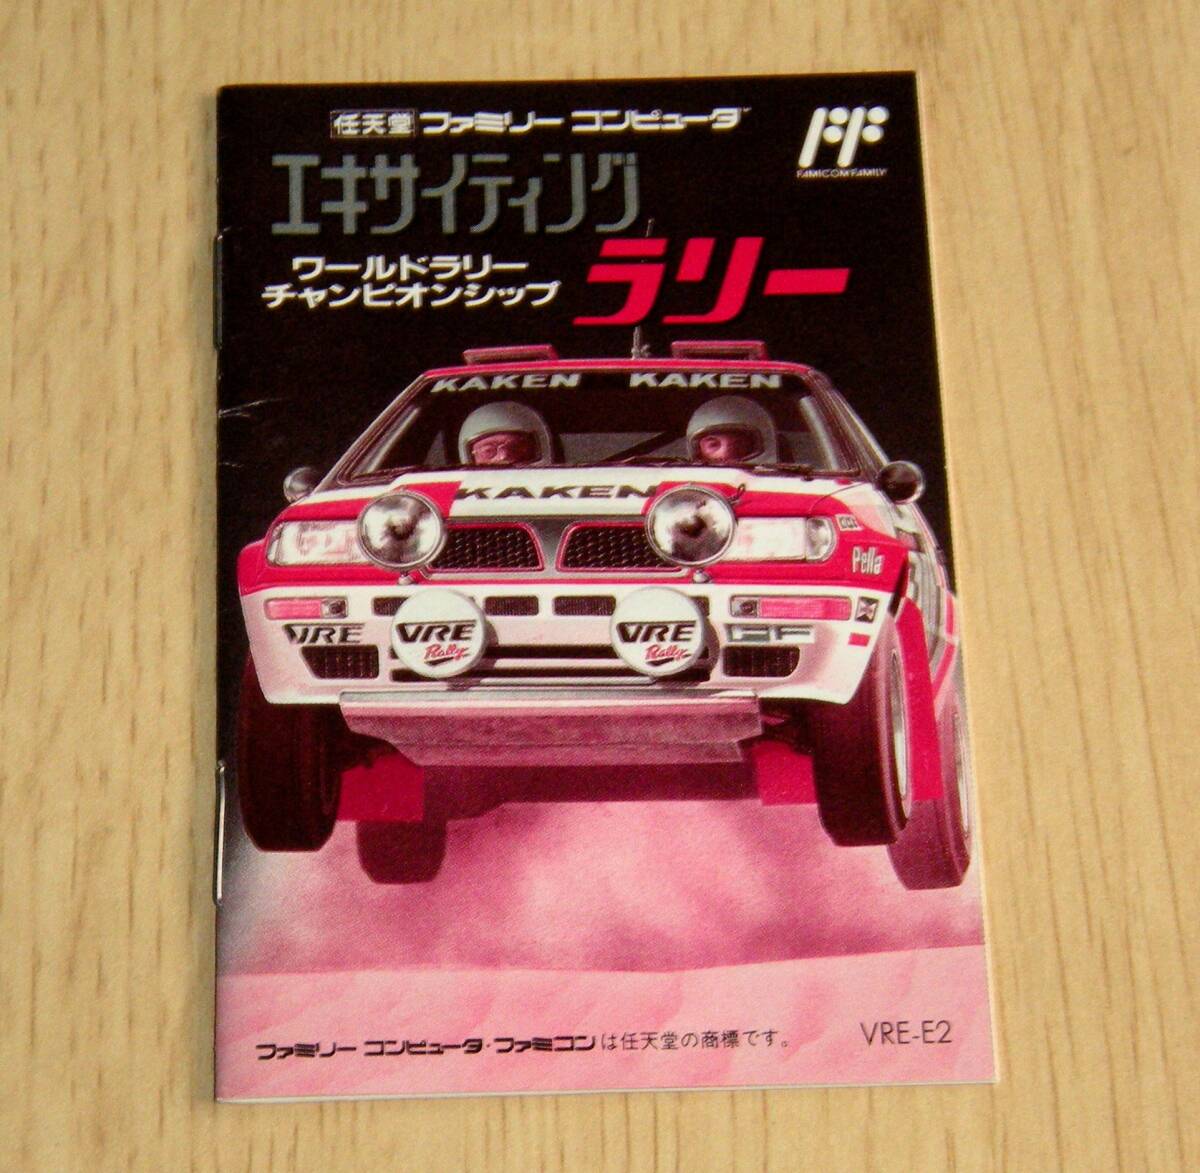 任天堂 ファミリー コンピュータ
FAMICOM FAMILY
エキサイティング
ラリー
ワールドラリー
チャンピオンシップ
KAKEN KAKEN
KAKEN
Pella
VRE VRE VRE
Rally Rally
ファミリー コンピュータ・ファミコンは任天堂の商標です。
VRE-E2